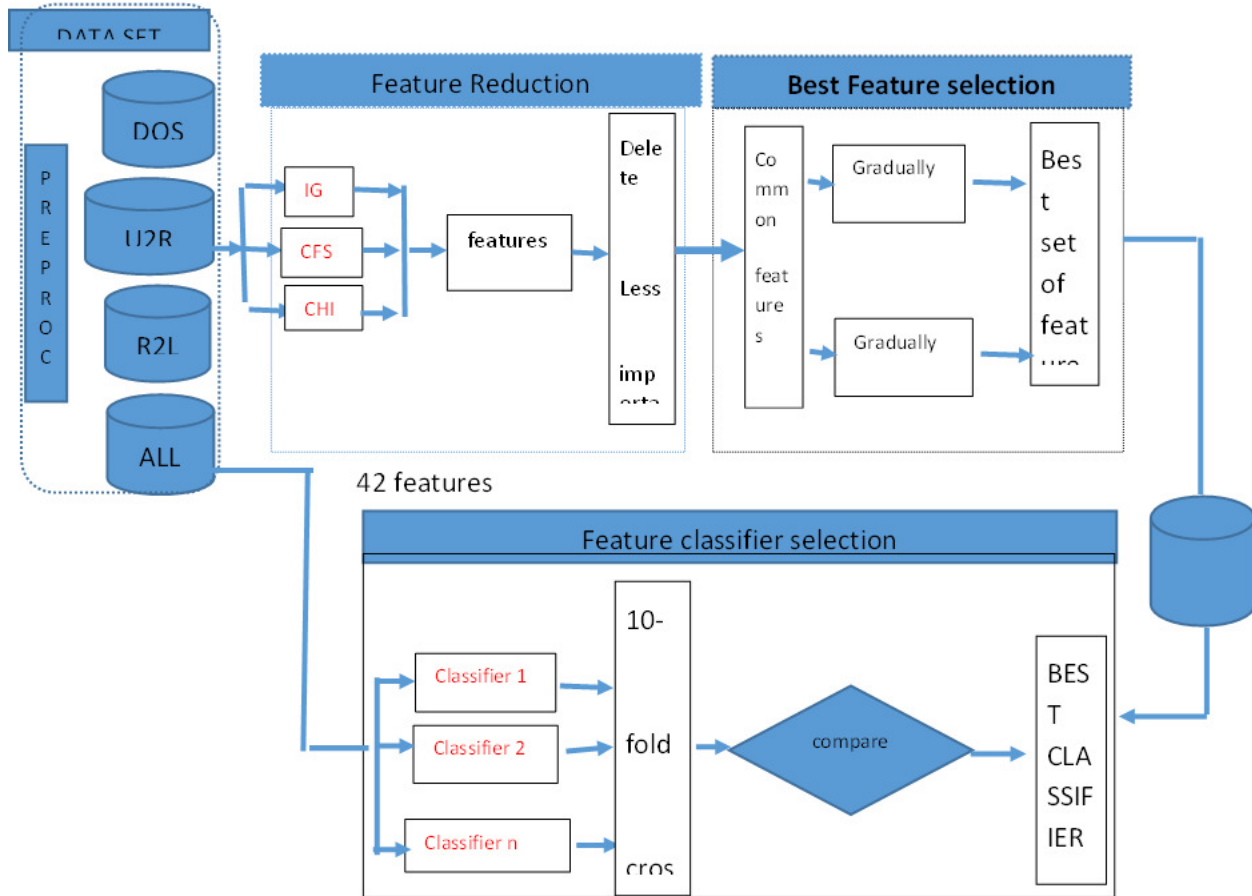 DATA SET
DOS
U2R
R2L
ALL
P
R
E
P
R
O
C
Feature Reduction
IG
CFS
CHI
features
Dele
te
Less
imp
orta
Best Feature selection
Co
mm
on
feat
ure
s
Gradually
Gradually
Bes
t
set
of
feat
ure
42 features
Feature classifier selection
Classifier 1
Classifier 2
Classifier n
10-
fold
cros
compare
BES
T
CLA
SSIF
IER